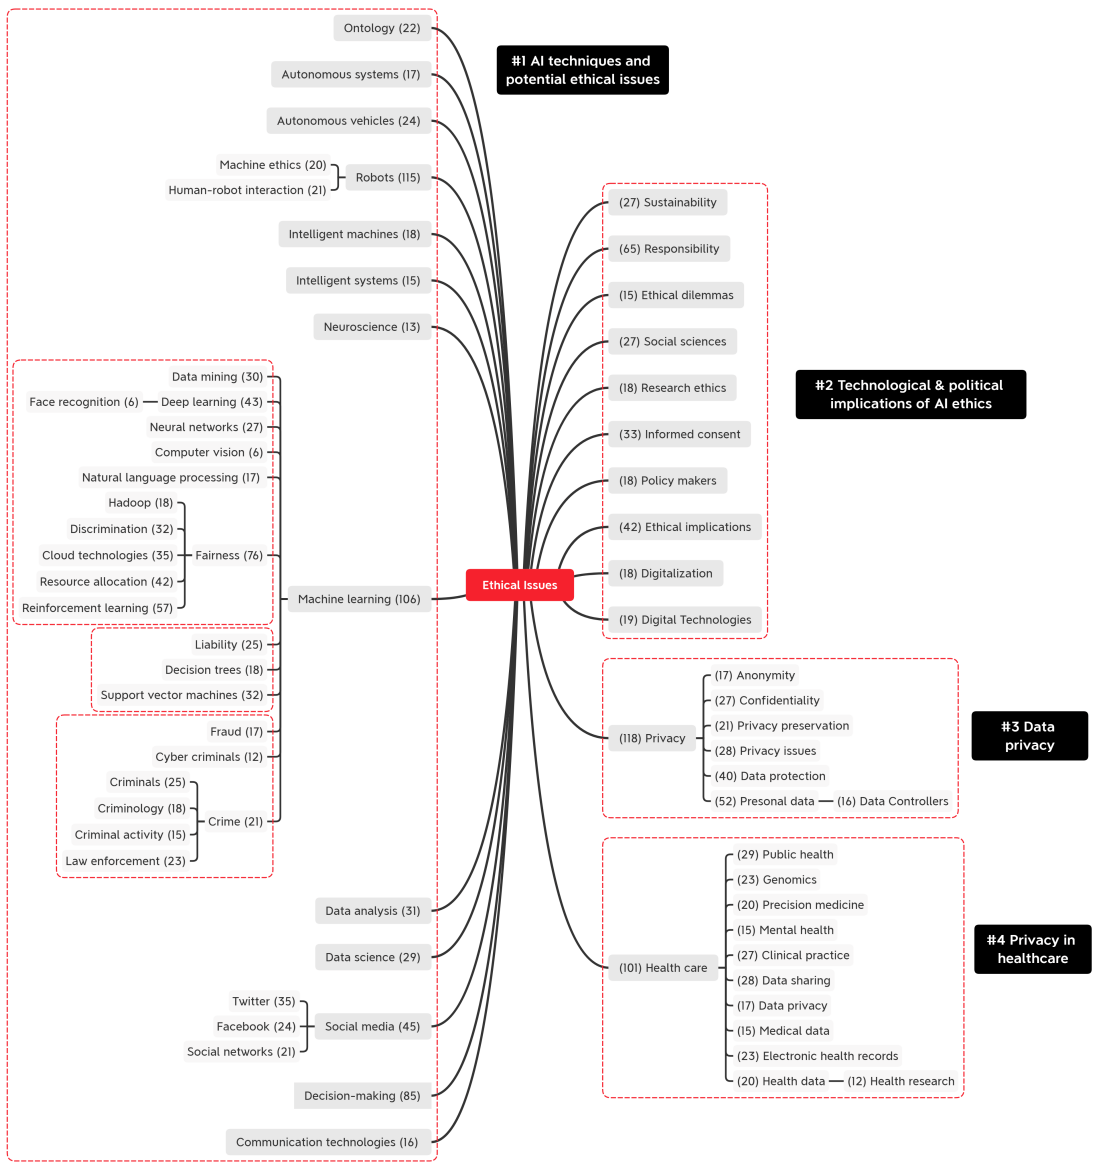 Ontology (22)
Autonomous systems (17)
Autonomous vehicles (24)
Machine ethics (20)
Human-robot interaction (21)
Robots (115)
Intelligent machines (18)
Intelligent systems (15)
Neuroscience (13)
Data mining (30)
Face recognition (6)
Deep learning (43)
Neural networks (27)
Computer vision (6)
Natural language processing (17)
Hadoop (18)
Discrimination (32)
Cloud technologies (35)
Resource allocation (42)
Reinforcement learning (57)
Fairness (76)
Machine learning (106)
Liability (25)
Decision trees (18)
Support vector machines (32)
Fraud (17)
Cyber criminals (12)
Criminals (25)
Criminology (18)
Criminal activity (15)
Law enforcement (23)
Crime (21)
Data analysis (31)
Data science (29)
Twitter (35)
Facebook (24)
Social networks (21)
Social media (45)
Decision-making (85)
Communication technologies (16)
Ethical Issues
#1 AI techniques and
potential ethical issues
(27) Sustainability
(65) Responsibility
(15) Ethical dilemmas
(27) Social sciences
(18) Research ethics
(33) Informed consent
(18) Policy makers
(42) Ethical implications
(18) Digitalization
(19) Digital Technologies
#2 Technological & political
implications of AI ethics
(118) Privacy
(17) Anonymity
(27) Confidentiality
(21) Privacy preservation
(28) Privacy issues
(40) Data protection
(52) Presonal data
(16) Data Controllers
#3 Data
privacy
(101) Health care
(29) Public health
(23) Genomics
(20) Precision medicine
(15) Mental health
(27) Clinical practice
(28) Data sharing
(17) Data privacy
(15) Medical data
(23) Electronic health records
(20) Health data
(12) Health research
#4 Privacy in
healthcare